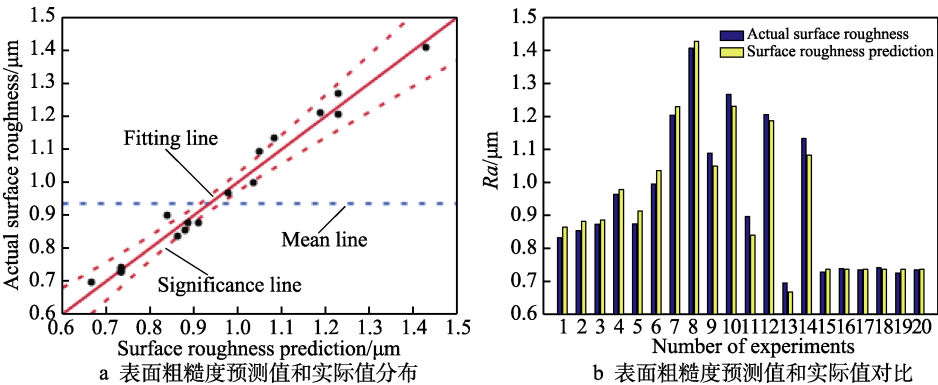 Actual surface roughness/μm
1.5
1.4
1.3
1.2
1.1
1.0
0.9
0.8
0.7
0.6
Fitting line
Mean line
Significance line
0.6 0.7 0.8 0.9 1.0 1.1 1.2 1.3 1.4 1.5
Surface roughness prediction/μm
a 表面粗糙度预测值和实际值分布
Ra/μm
1.5
1.4
1.3
1.2
1.1
1.0
0.9
0.8
0.7
0.6
Actual surface roughness
Surface roughness prediction
1 2 3 4 5 6 7 8 9 10 11 12 13 14 15 16 17 18 19 20
Number of experiments
b 表面粗糙度预测值和实际值对比